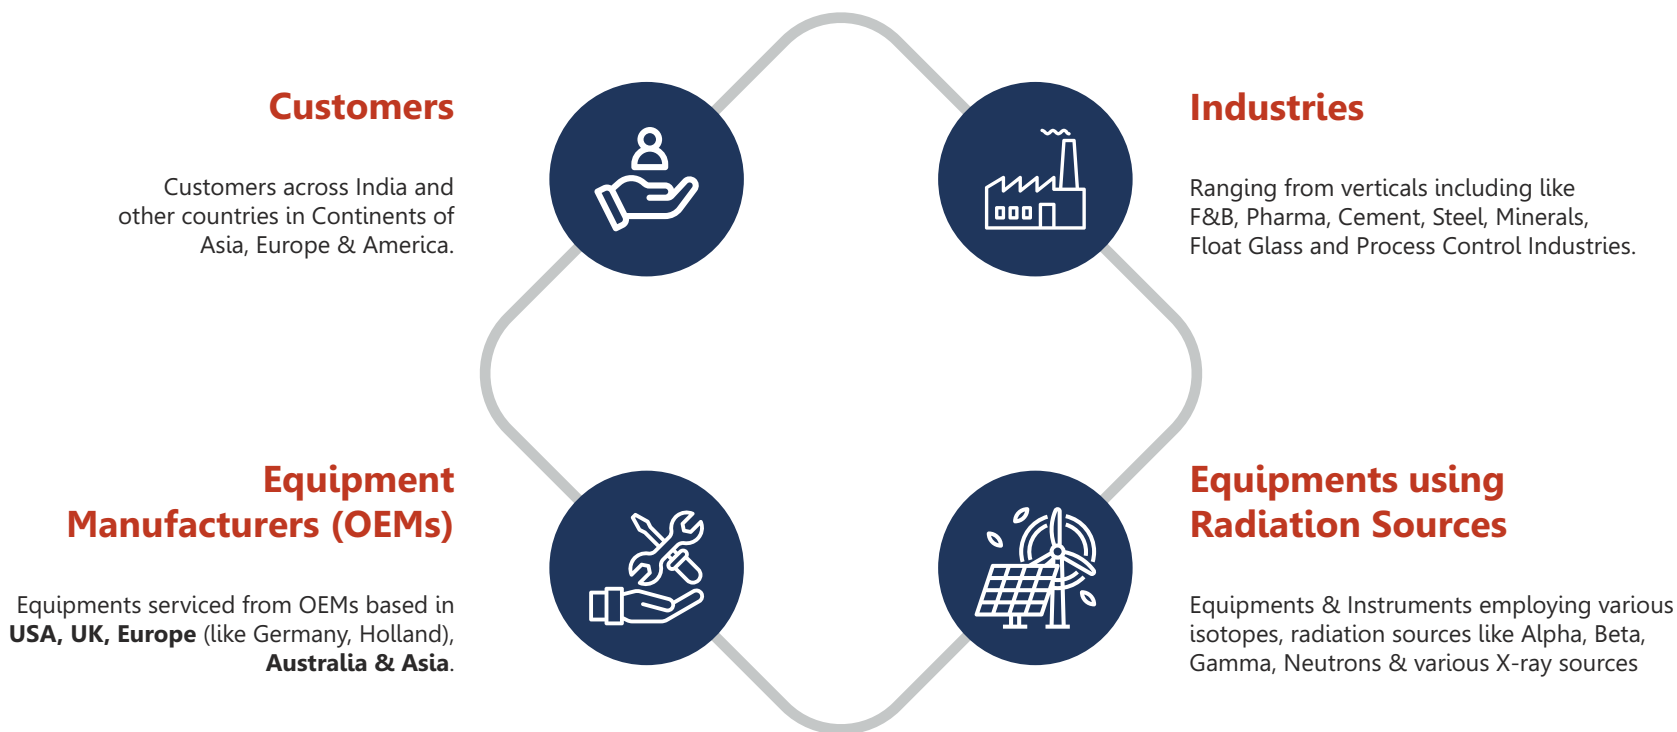 Customers
Customers across India and
other countries in Continents of
Asia, Europe & America.
Industries
Ranging from verticals including like
F&B, Pharma, Cement, Steel, Minerals,
Float Glass and Process Control Industries.
Equipment
Manufacturers (OEMs)
Equipments serviced from OEMs based in
USA, UK, Europe (like Germany, Holland),
Australia & Asia.
Equipments using
Radiation Sources
Equipments & Instruments employing various
isotopes, radiation sources like Alpha, Beta,
Gamma, Neutrons & various X-ray sources